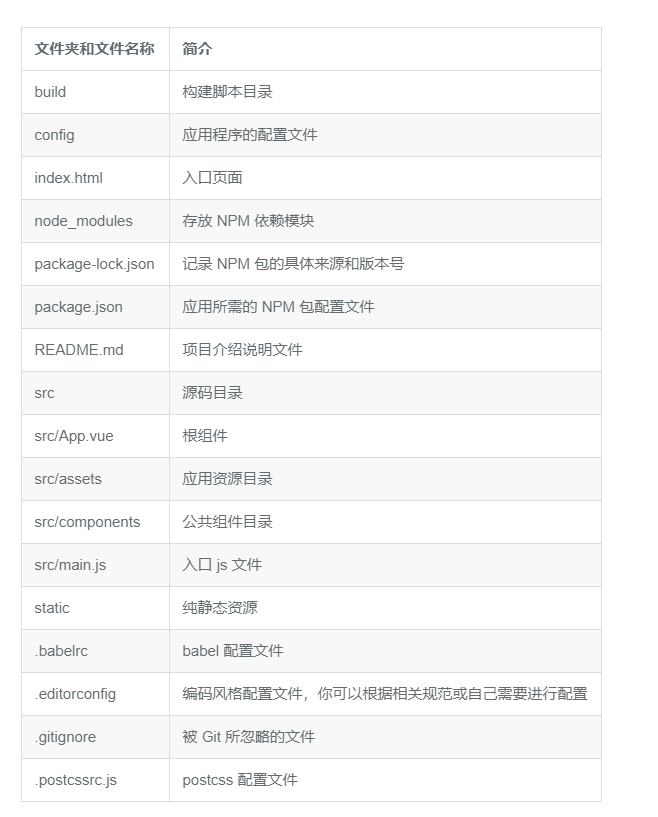 文件夹和文件名称 简介
build 构建脚本目录
config 应用程序的配置文件
index.html 入口页面
node_modules 存放 NPM 依赖模块
package-lock.json 记录 NPM 包的具体来源和版本号
package.json 应用所需的 NPM 包配置文件
README.md 项目介绍说明文件
src 源码目录
src/App.vue 根组件
src/assets 应用资源目录
src/components 公共组件目录
src/main.js 入口 js 文件
static 纯静态资源
.babelrc babel 配置文件
.editorconfig 编码风格配置文件，你可以根据相关规范或自己需要进行配置
.gitignore 被 Git 所忽略的文件
.postcssrc.js postcss 配置文件